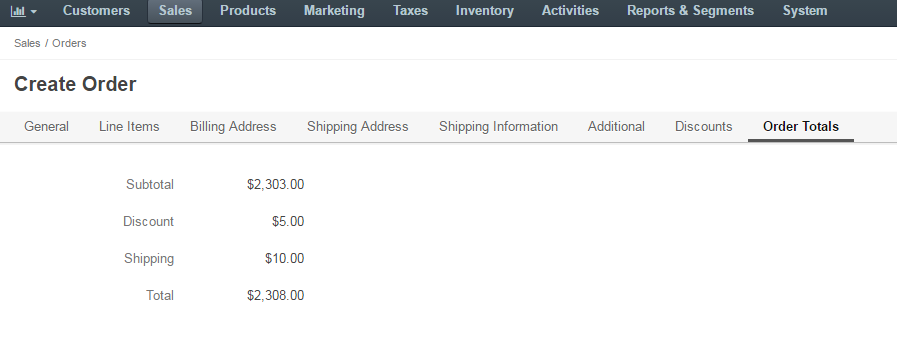 Customers Sales Products Marketing Taxes Inventory Activities Reports & Segments System
Sales / Orders
Create Order
General Line Items Billing Address Shipping Address Shipping Information Additional Discounts Order Totals
Subtotal $2,303.00
Discount $5.00
Shipping $10.00
Total $2,308.00